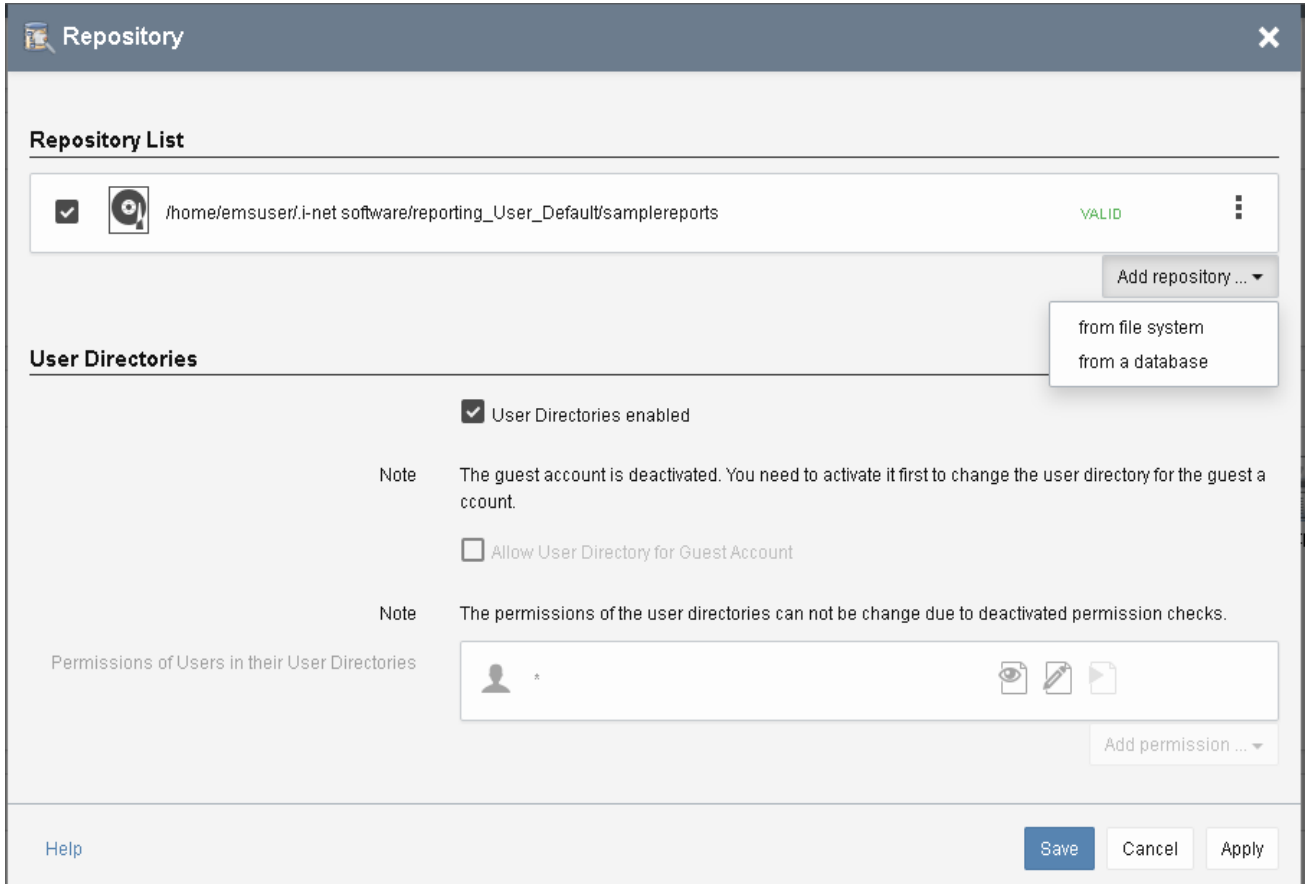 Repository
Repository List
/home/emsuser/.i-net software/reporting_User_Default/samplereports VALID
Add repository ...
from file system
from a database
User Directories
User Directories enabled
Note The guest account is deactivated. You need to activate it first to change the user directory for the guest a
ccount.
Allow User Directory for Guest Account
Note The permissions of the user directories can not be change due to deactivated permission checks.
Permissions of Users in their User Directories *
Add permission ...
Help Save Cancel Apply